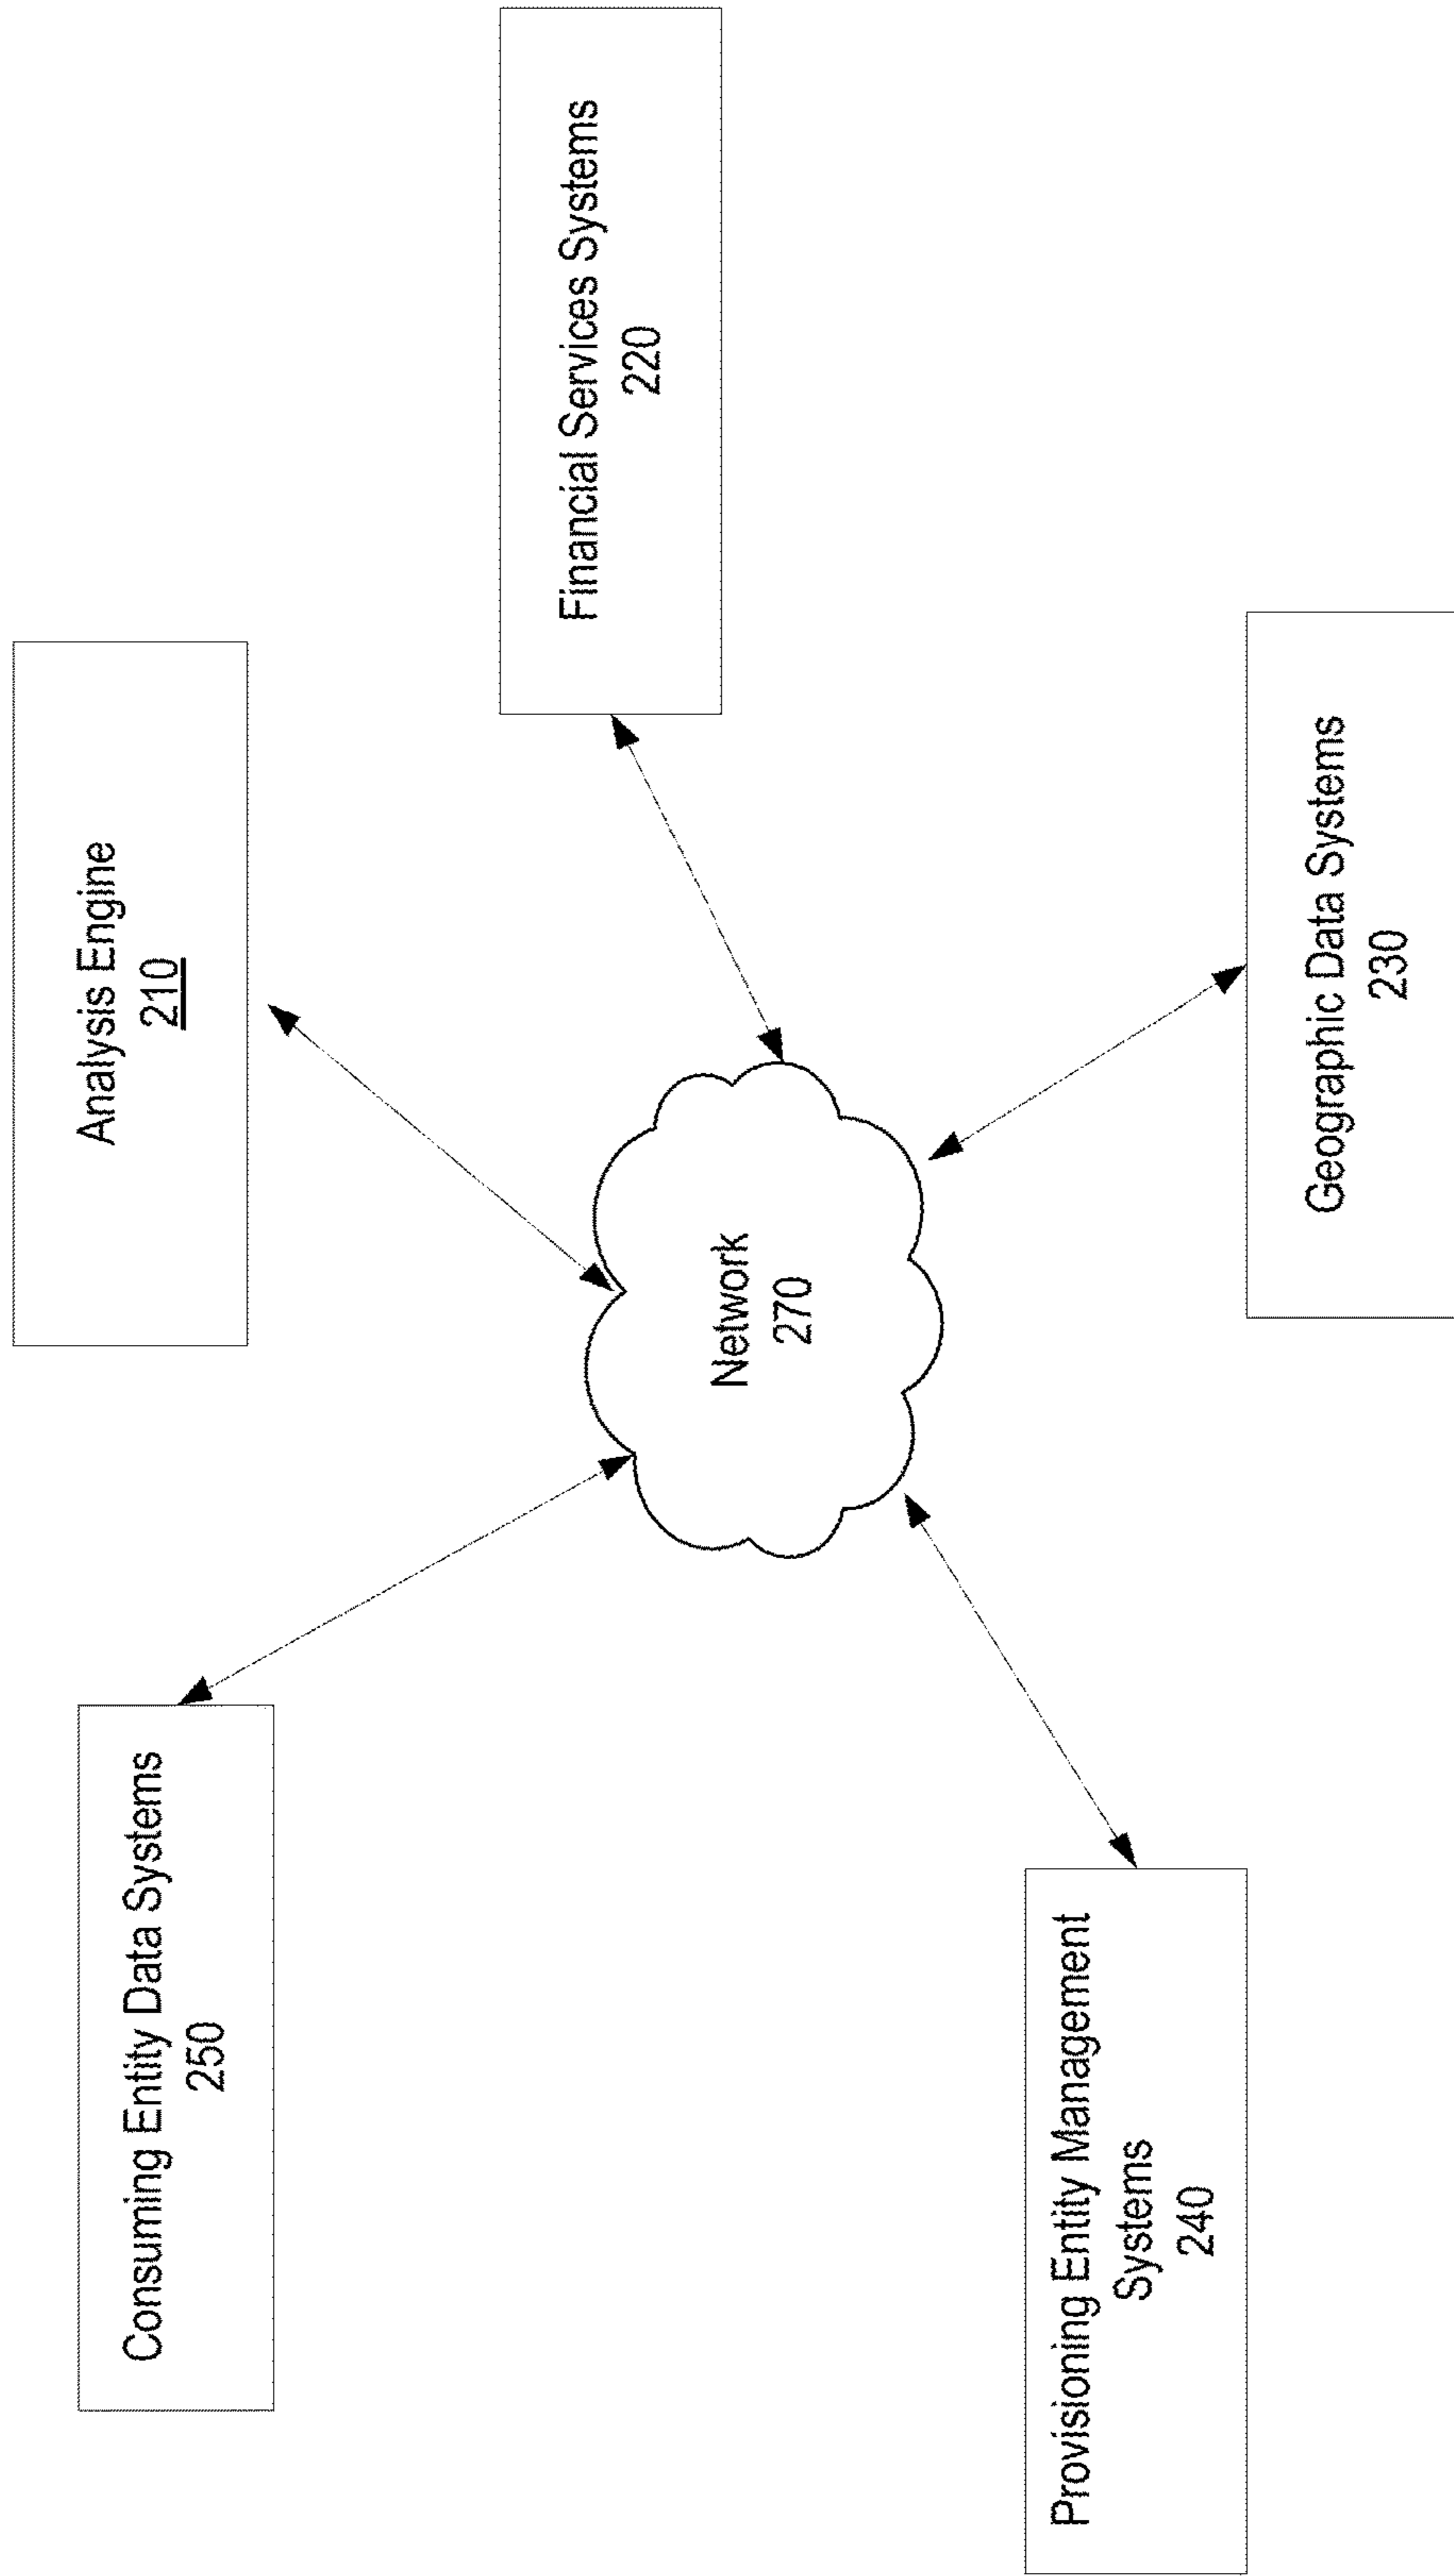 Analysis Engine
210
Consuming Entity Data Systems
250
Financial Services Systems
220
Network
270
Provisioning Entity Management
Systems
240
Geographic Data Systems
230